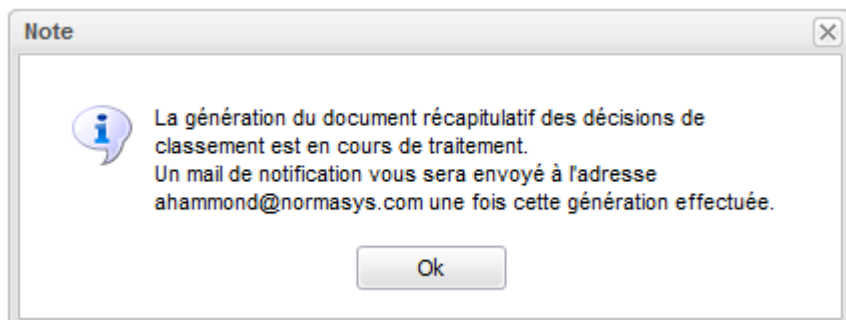 Note
La génération du document récapitulatif des décisions de
classement est en cours de traitement.
Un mail de notification vous sera envoyé à l'adresse
ahammond@normasys.com une fois cette génération effectuée.
Ok